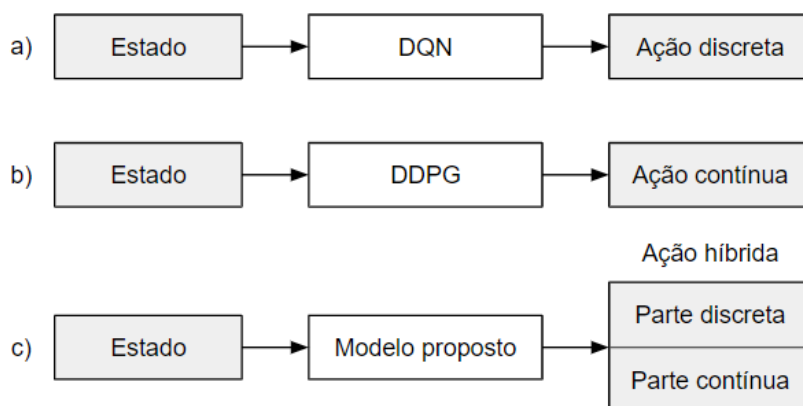 a) Estado DQN Ação discreta
b) Estado DDPG Ação contínua
Ação híbrida
Parte discreta
c) Estado Modelo proposto
Parte contínua